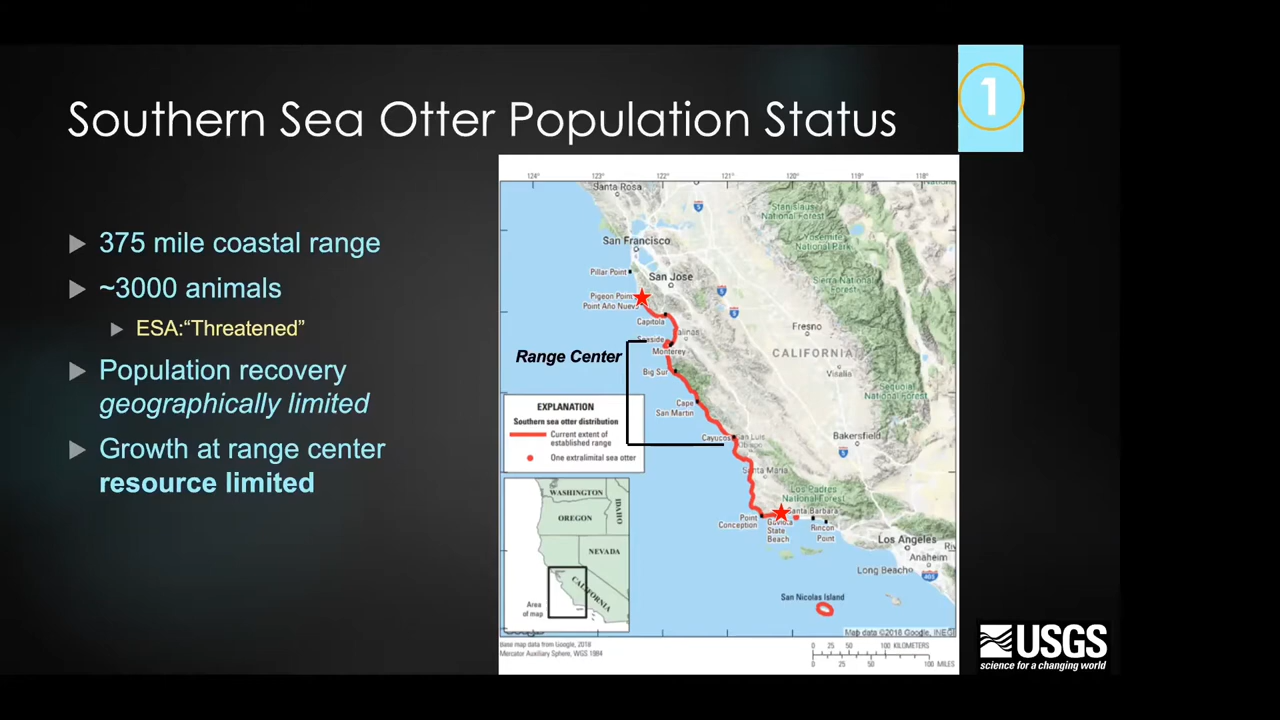 Southern Sea Otter Population Status
1
375 mile coastal range
~3000 animals
ESA:“Threatened”
Population recovery
geographically limited
Growth at range center
resource limited
124° 123° 122° 121° 120° 119° 118°
Santa Rosa
Stanislaus
National Forest
Yosemite
National Park
San Francisco
Pillar Point
San Jose
Sierra National
Forest
Pigeon Point
Point Año Nuevo
Capitola
Salinas
Fresno
Seaside
Monterey
CALIFORNIA
Range Center
Big Sur
Visalia
Sequoia
National Forest
Cape
San Martin
EXPLANATION
Southern sea otter distribution
Current extent of
established range
One extralimital sea otter
Cayucos
San Luis
Obispo
Bakersfield
Santa Maria
Los Padres
National Forest
Point
Conception
Gaviota
State
Beach
Santa Barbara
Rincon
Point
Los Angeles
Anaheim
Long Beach
San Nicolas Island
WASHINGTON
OREGON
IDAHO
NEVADA
CALIFORNIA
Area
of map
Map data ©2018 Google, INEGI
Base map data from Google, 2018
Mercator Auxiliary Sphere, WGS 1984
0 25 50 100 KILOMETERS
0 25 50 100 MILES
USGS
science for a changing world